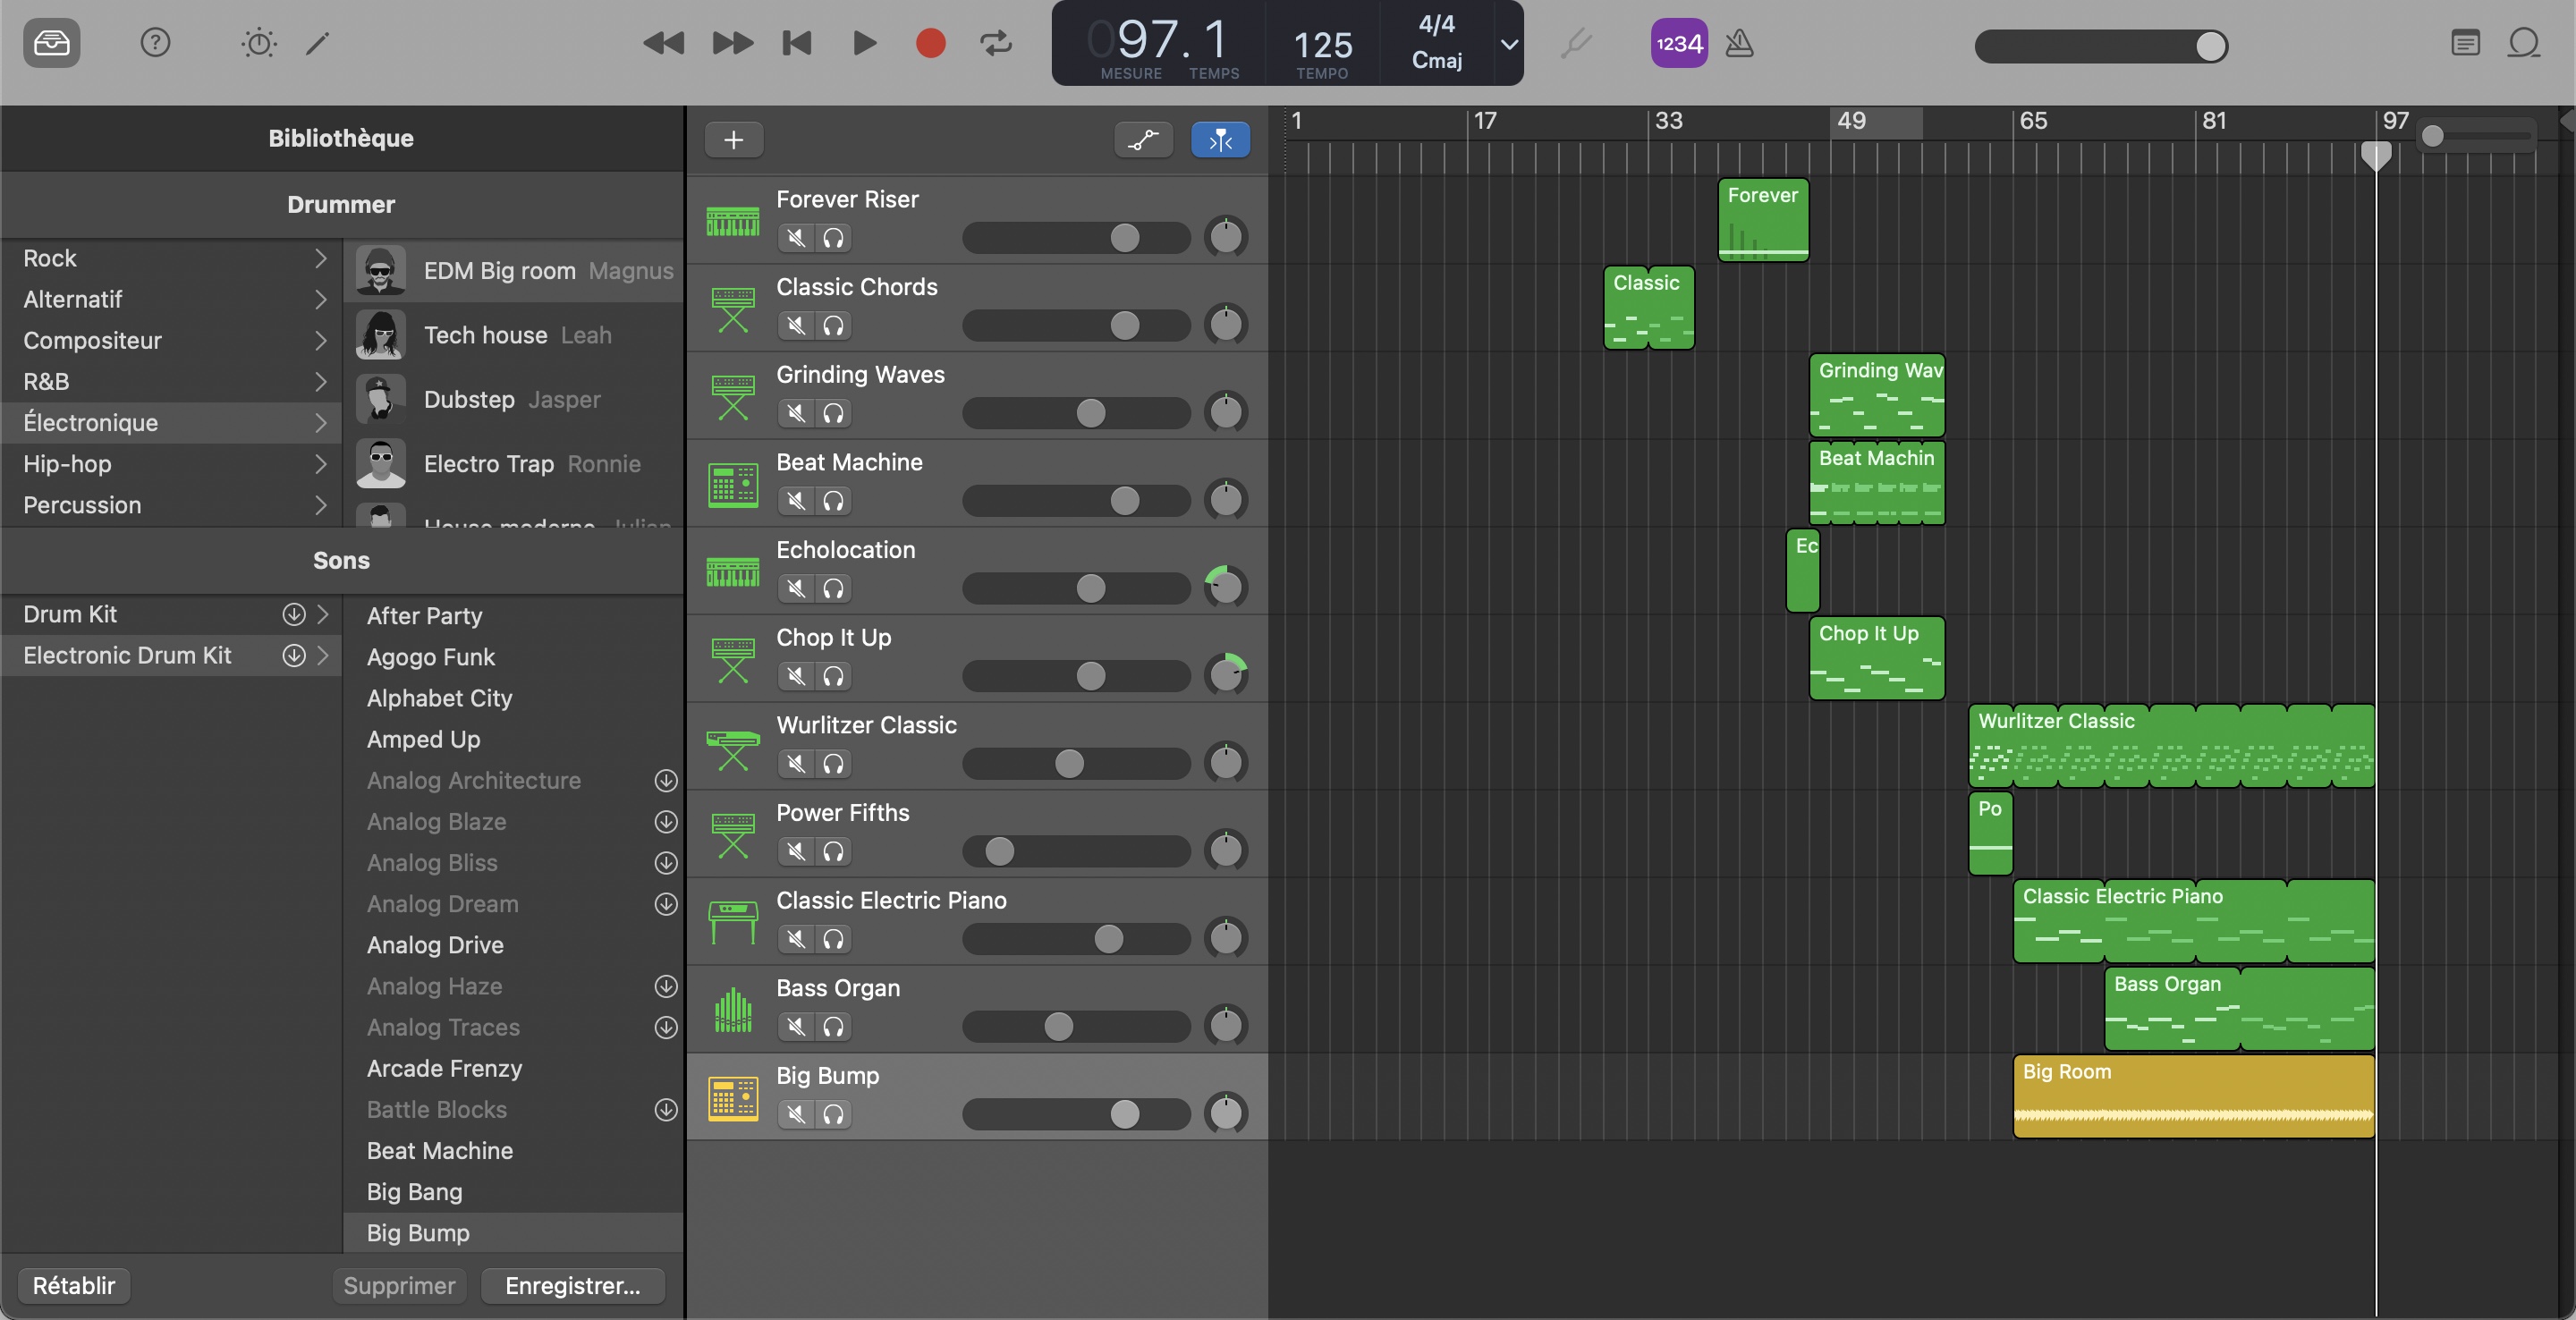 097. 1
MESURE TEMPS
125
TEMPO
4/4
Cmaj
1234
Bibliothèque
Drummer
Rock
Alternatif
Compositeur
R&B
Électronique
Hip-hop
Percussion
EDM Big room Magnus
Tech house Leah
Dubstep Jasper
Electro Trap Ronnie
House moderne Julian
Sons
Drum Kit
Electronic Drum Kit
After Party
Agogo Funk
Alphabet City
Amped Up
Analog Architecture
Analog Blaze
Analog Bliss
Analog Dream
Analog Drive
Analog Haze
Analog Traces
Arcade Frenzy
Battle Blocks
Beat Machine
Big Bang
Big Bump
Rétablir
Supprimer
Enregistrer...
1 17 33 49 65 81 97
Forever Riser
Classic Chords
Grinding Waves
Beat Machine
Echolocation
Chop It Up
Wurlitzer Classic
Power Fifths
Classic Electric Piano
Bass Organ
Big Bump
Forever
Classic
Grinding Wav
Beat Machin
Ec
Chop It Up
Wurlitzer Classic
Po
Classic Electric Piano
Bass Organ
Big Room